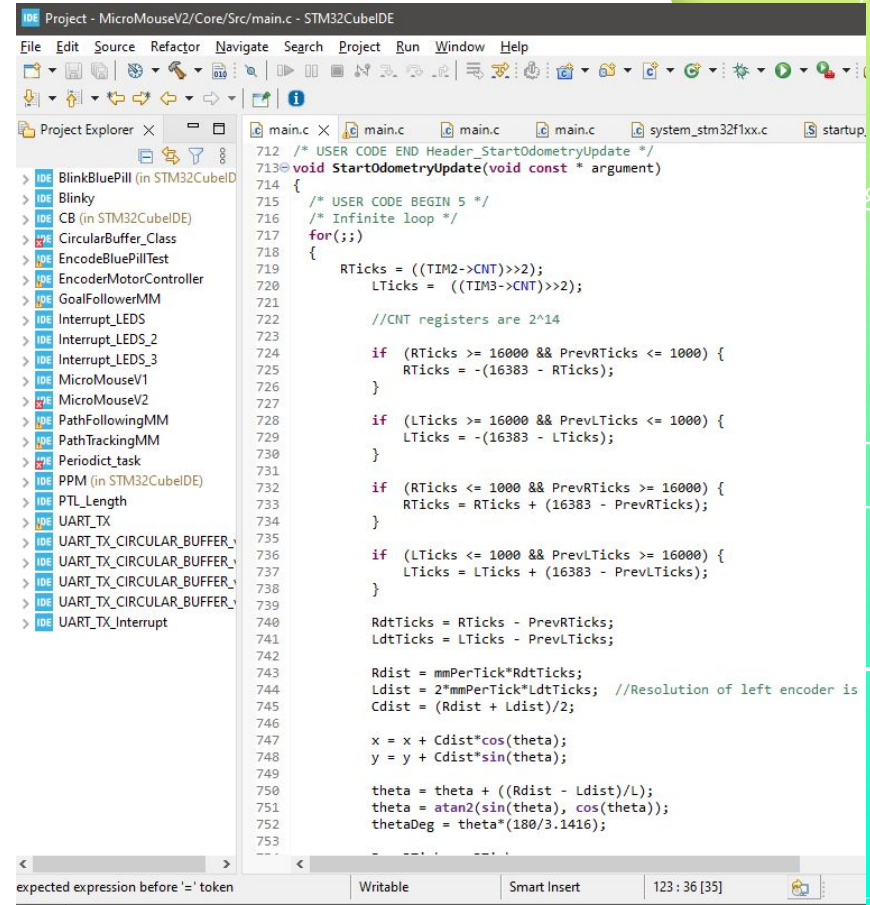 IDE Project - MicroMouseV2/Core/Src/main.c - STM32CubeIDE
File Edit Source Refactor Navigate Search Project Run Window Help
Project Explorer
main.c main.c main.c main.c system_stm32f1xx.c startup_
BlinkBluePill (in STM32CubeID
Blinky
CB (in STM32CubeIDE)
CircularBuffer_Class
EncodeBluePillTest
EncoderMotorController
GoalFollowerMM
Interrupt_LEDS
Interrupt_LEDS_2
Interrupt_LEDS_3
MicroMouseV1
MicroMouseV2
PathFollowingMM
PathTrackingMM
Periodict_task
PPM (in STM32CubeIDE)
PTL_Length
UART_TX
UART_TX_CIRCULAR_BUFFER_
UART_TX_CIRCULAR_BUFFER_
UART_TX_CIRCULAR_BUFFER_
UART_TX_CIRCULAR_BUFFER_
UART_TX_Interrupt
712 /* USER CODE END Header_StartOdometryUpdate */
713 void StartOdometryUpdate(void const * argument)
714 {
715 /* USER CODE BEGIN 5 */
716 /* Infinite loop */
717 for(;;)
718 {
719 RTicks = ((TIM2->CNT)>>2);
720 LTicks = ((TIM3->CNT)>>2);
721
722 //CNT registers are 2^14
723
724 if (RTicks >= 16000 && PrevRTicks <= 1000) {
725 RTicks = -(16383 - RTicks);
726 }
727
728 if (LTicks >= 16000 && PrevLTicks <= 1000) {
729 LTicks = -(16383 - LTicks);
730 }
731
732 if (RTicks <= 1000 && PrevRTicks >= 16000) {
733 RTicks = RTicks + (16383 - PrevRTicks);
734 }
735
736 if (LTicks <= 1000 && PrevLTicks >= 16000) {
737 LTicks = LTicks + (16383 - PrevLTicks);
738 }
739
740 RdtTicks = RTicks - PrevRTicks;
741 LdtTicks = LTicks - PrevLTicks;
742
743 Rdist = mmPerTick*RdtTicks;
744 Ldist = 2*mmPerTick*LdtTicks; //Resolution of left encoder is
745 Cdist = (Rdist + Ldist)/2;
746
747 x = x + Cdist*cos(theta);
748 y = y + Cdist*sin(theta);
749
750 theta = theta + ((Rdist - Ldist)/L);
751 theta = atan2(sin(theta), cos(theta));
752 thetaDeg = theta*(180/3.1416);
753
expected expression before '=' token Writable Smart Insert 123 : 36 [35]